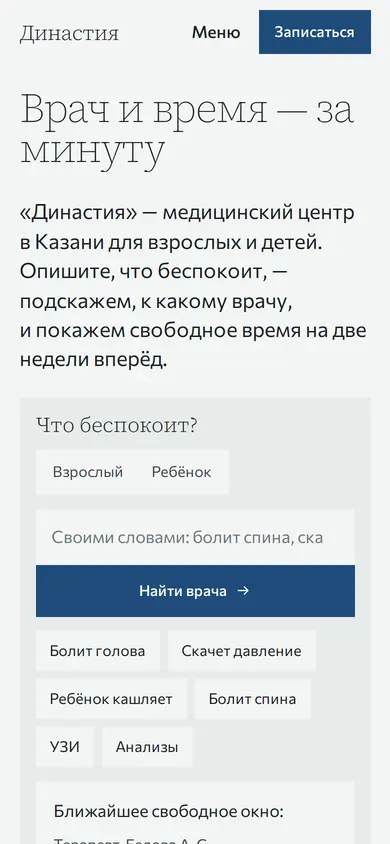 Династия
Меню
Записаться
Врач и время — за
минуту
«Династия» — медицинский центр
в Казани для взрослых и детей.
Опишите, что беспокоит, —
подскажем, к какому врачу,
и покажем свободное время на две
недели вперёд.
Что беспокоит?
Взрослый
Ребёнок
Своими словами: болит спина, ска
Найти врача →
Болит голова
Скачет давление
Ребёнок кашляет
Болит спина
УЗИ
Анализы
Ближайшее свободное окно:
Терапевт, Белова А. С.